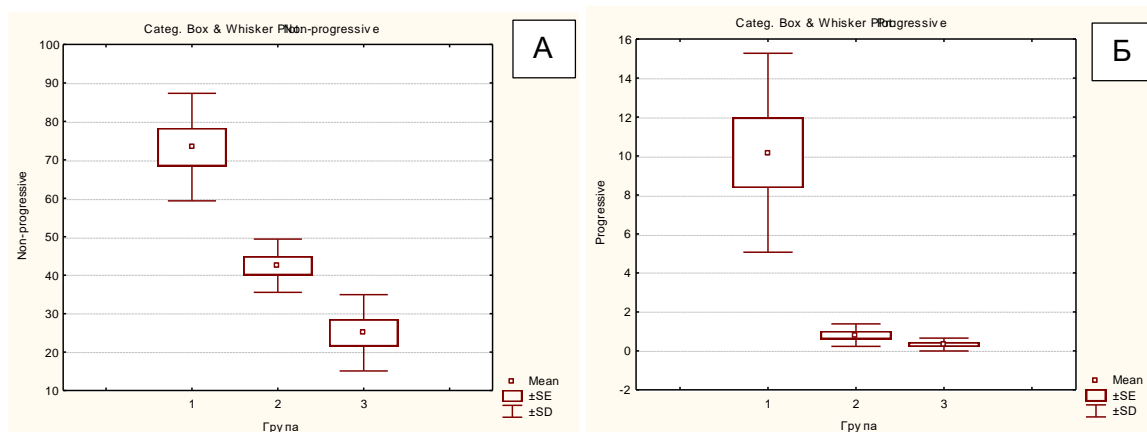 Categ. Box & Whisker Plot: Non-progressive
А
100
90
80
70
60
50
40
30
20
10
Non-progressive
1 2 3
Група
Mean
±SE
±SD
Categ. Box & Whisker Plot: Progressive
Б
16
14
12
10
8
6
4
2
0
-2
Progressive
1 2 3
Група
Mean
±SE
±SD